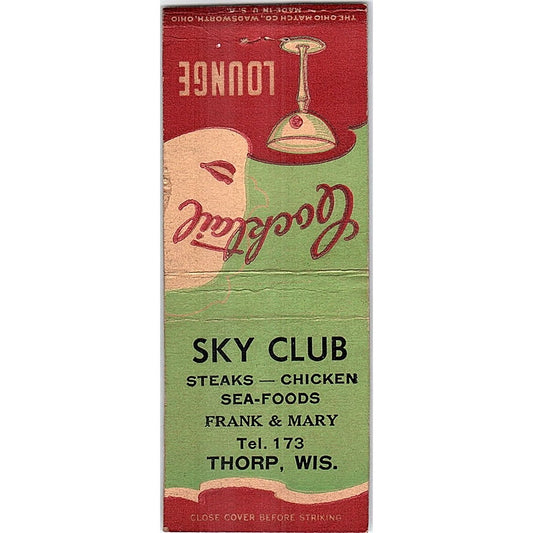 THE OHIO MATCH CO., WADSWORTH, OHIO
MADE IN U.S.A.
Cocktail
LOUNGE
SKY CLUB
STEAKS — CHICKEN
SEA-FOODS
FRANK & MARY
Tel. 173
THORP, WIS.
CLOSE COVER BEFORE STRIKING